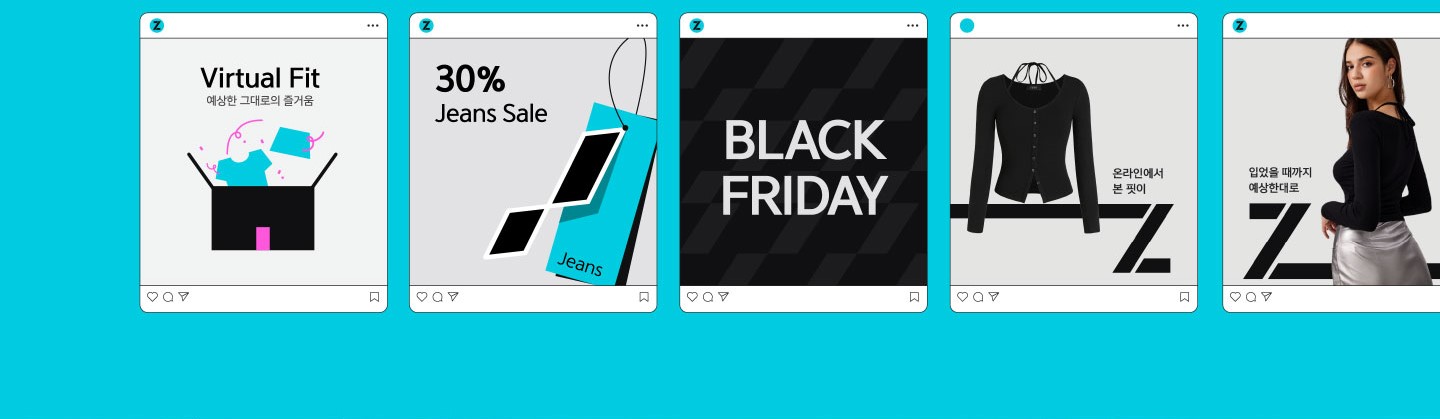 Z
Virtual Fit
예상한 그대로의 즐거움
Z
30%
Jeans Sale
Jeans
BLACK
FRIDAY
온라인에서
본 핏이
Z
Z
입었을 때까지
예상한대로
Z